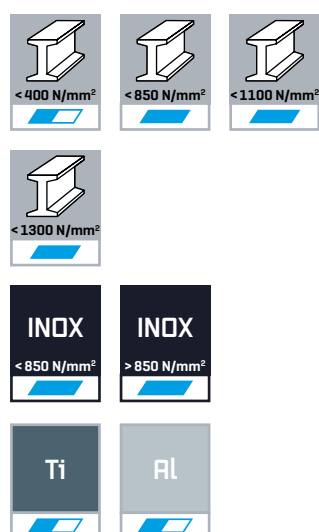 <400 N/mm² <850 N/mm² <1100 N/mm²
<1300 N/mm²
INOX INOX
<850 N/mm² >850 N/mm²
Ti Al